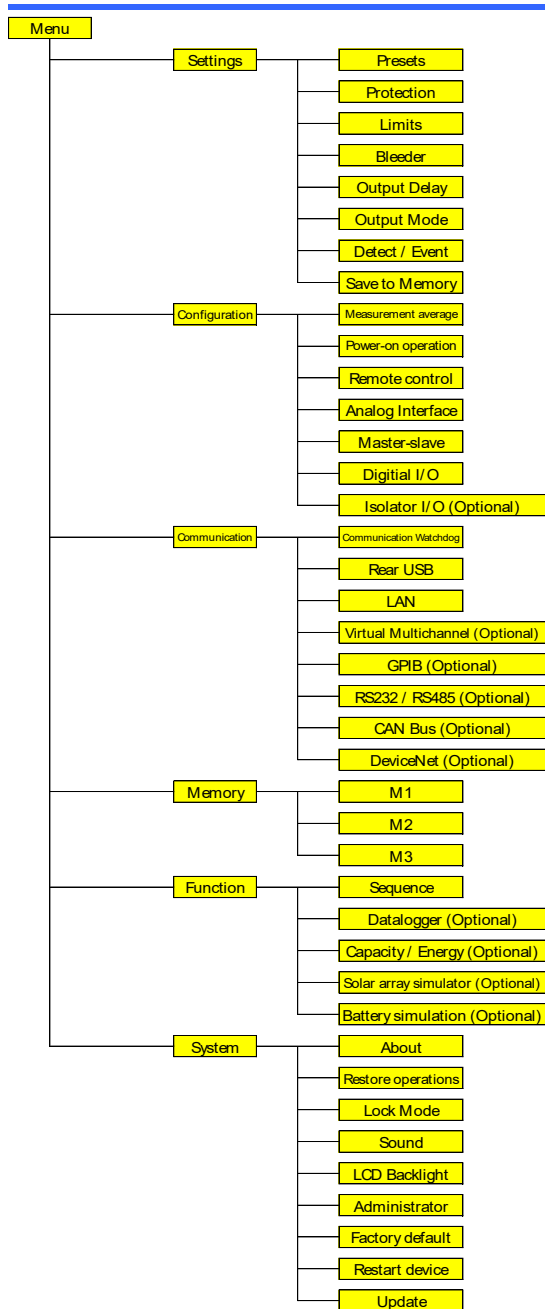 Menu
Settings
Presets
Protection
Limits
Bleeder
Output Delay
Output Mode
Detect / Event
Save to Memory
Configuration
Measurement average
Power-on operation
Remote control
Analog Interface
Master-slave
Digitial I/O
Isolator I/O (Optional)
Communication
Communication Watchdog
Rear USB
LAN
Virtual Multichannel (Optional)
GPIB (Optional)
RS232 / RS485 (Optional)
CAN Bus (Optional)
DeviceNet (Optional)
Memory
M1
M2
M3
Function
Sequence
Datalogger (Optional)
Capacity / Energy (Optional)
Solar array simulator (Optional)
Battery simulation (Optional)
System
About
Restore operations
Lock Mode
Sound
LCD Backlight
Administrator
Factory default
Restart device
Update